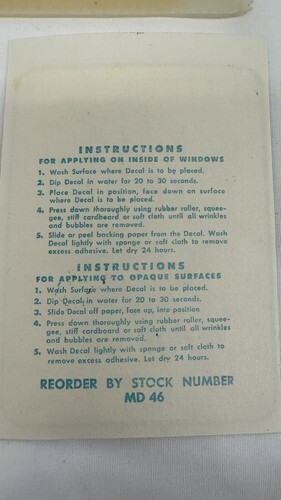 INSTRUCTIONS
FOR APPLYING ON INSIDE OF WINDOWS
1. Wash Surface where Decal is to be placed.
2. Dip Decal in water for 20 to 30 seconds.
3. Place Decal in position, face down on surface
where Decal is to be placed.
4. Press down thoroughly using rubber roller, squee-
gee, stiff cardboard or soft cloth until all wrinkles
and bubbles are removed.
5. Slide or peel backing paper from the Decal. Wash
Decal lightly with sponge or soft cloth to remove
excess adhesive. Let dry 24 hours.
INSTRUCTIONS
FOR APPLYING TO OPAQUE SURFACES
1. Wash Surface where Decal is to be placed.
2. Dip Decal in water for 20 to 30 seconds.
3. Slide Decal off paper, face up, into position
4. Press down thoroughly using rubber roller, squee-
gee, stiff cardboard or soft cloth until all wrinkles
and bubbles are removed.
5. Wash Decal lightly with sponge or soft cloth to
remove excess adhesive. Let dry 24 hours.
REORDER BY STOCK NUMBER
MD 46